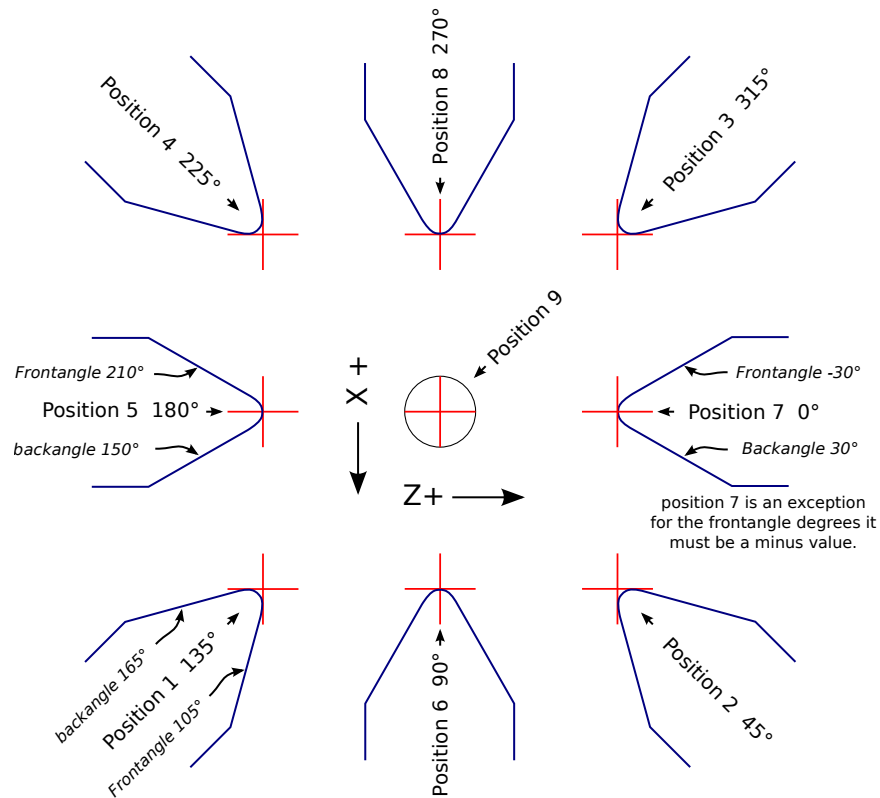 Position 4  225°
Position 8  270°
Position 3  315°
Position 9
Frontangle 210°
Position 5  180°
backangle 150°
X +
Z+
Frontangle -30°
Position 7  0°
Backangle 30°
position 7 is an exception
for the frontangle degrees it
must be a minus value.
backangle 165°
Position 1  135°
Frontangle 105°
Position 6  90°
Position 2  45°